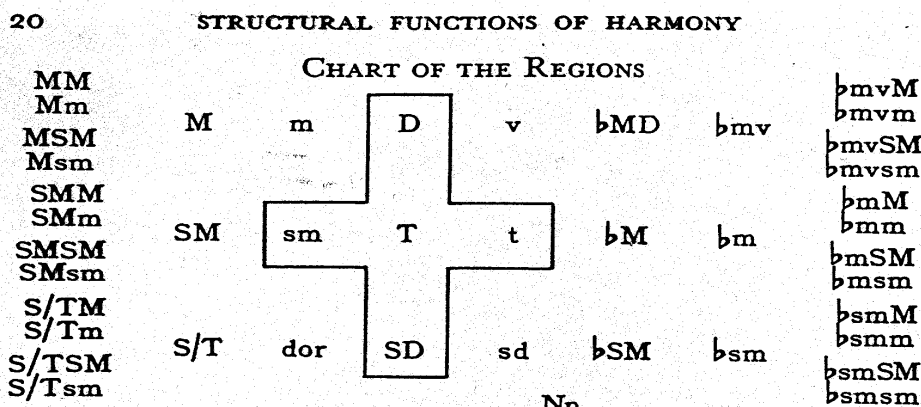 20 STRUCTURAL FUNCTIONS OF HARMONY
CHART OF THE REGIONS
MM
Mm
MSM
Msm
M m D v ♭MD ♭mv
♭mvM
♭mvm
♭mvSM
♭mvsm
SMM
SMm
SMSM
SMsm
SM sm T t ♭M ♭m
♭mM
♭mm
♭mSM
♭msm
S/TM
S/Tm
S/TSM
S/Tsm
S/T dor SD sd ♭SM ♭sm
♭smM
♭smm
♭smSM
♭smsm
Np